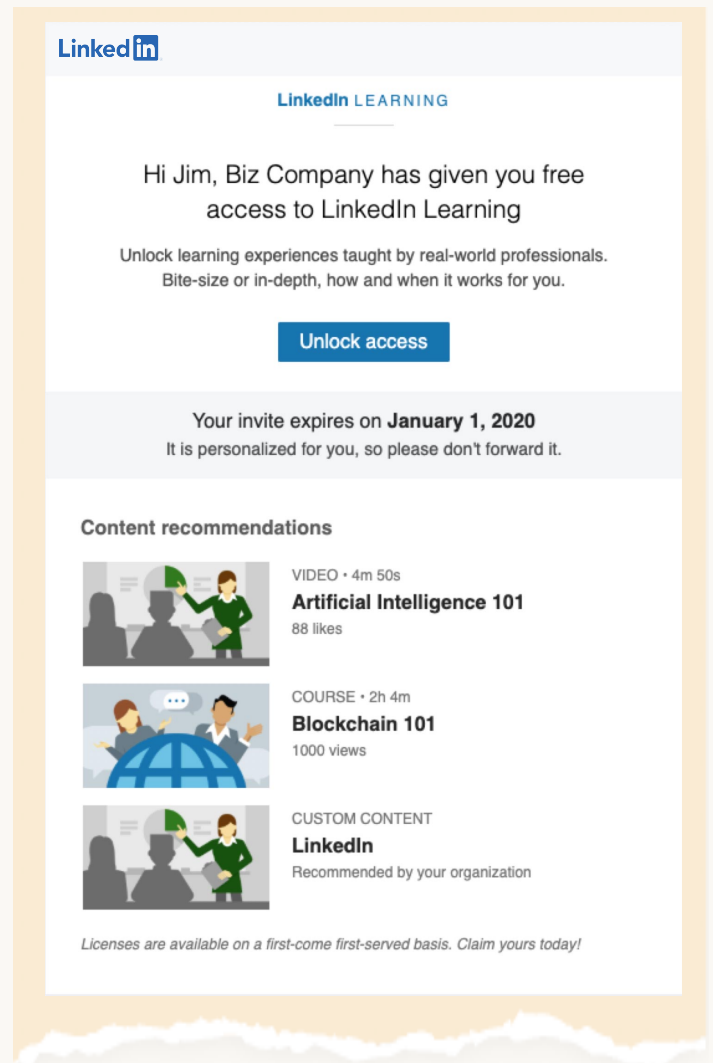 LinkedIn
LinkedIn LEARNING
Hi Jim, Biz Company has given you free
access to LinkedIn Learning
Unlock learning experiences taught by real-world professionals.
Bite-size or in-depth, how and when it works for you.
Unlock access
Your invite expires on January 1, 2020
It is personalized for you, so please don't forward it.
Content recommendations
VIDEO • 4m 50s
Artificial Intelligence 101
88 likes
COURSE • 2h 4m
Blockchain 101
1000 views
CUSTOM CONTENT
LinkedIn
Recommended by your organization
Licenses are available on a first-come first-served basis. Claim yours today!